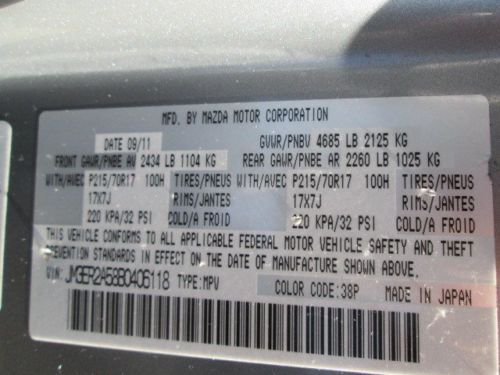 MFD. BY MAZDA MOTOR CORPORATION
DATE 09/11 GVWR/PNBV 4685 LB 2125 KG
FRONT GAWR/PNBE AV 2434 LB 1104 KG REAR GAWR/PNBE AR 2260 LB 1025 KG
WITH/AVEC P215/70R17 100H TIRES/PNEUS WITH/AVEC P215/70R17 100H TIRES/PNEUS
17X7J RIMS/JANTES 17X7J RIMS/JANTES
220 KPA/32 PSI COLD/A FROID 220 KPA/32 PSI COLD/A FROID
THIS VEHICLE CONFORMS TO ALL APPLICABLE FEDERAL MOTOR VEHICLE SAFETY AND THEFT
PREVENTION STANDARDS IN EFFECT ON THE DATE OF MANUFACTURE SHOWN ABOVE.
VIN: JM3ER2A58B0406118 TYPE:MPV COLOR CODE:38P MADE IN JAPAN